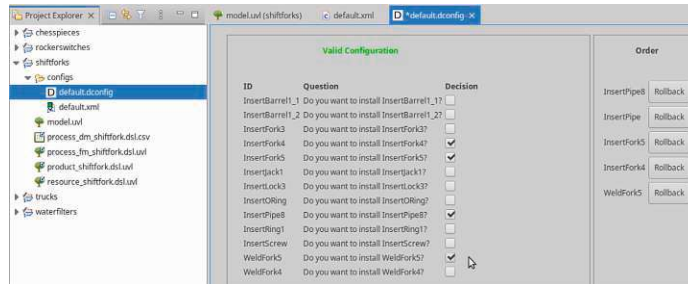 Project Explorer
model.uvl (shiftforks)
default.xml
*default.dconfig
chesspieces
rockerswitches
shiftforks
configs
default.dconfig
default.xml
model.uvl
process_dm_shiftfork.dsl.csv
process_fm_shiftfork.dsl.uvl
product_shiftfork.dsl.uvl
resource_shiftfork.dsl.uvl
trucks
waterfilters
Valid Configuration
ID Question Decision
InsertBarrel1_1 Do you want to install InsertBarrel1_1?
InsertBarrel1_2 Do you want to install InsertBarrel1_2?
InsertFork3 Do you want to install InsertFork3?
InsertFork4 Do you want to install InsertFork4?
InsertFork5 Do you want to install InsertFork5?
InsertJack1 Do you want to install InsertJack1?
InsertLock3 Do you want to install InsertLock3?
InsertORing Do you want to install InsertORing?
InsertPipe8 Do you want to install InsertPipe8?
InsertRing1 Do you want to install InsertRing1?
InsertScrew Do you want to install InsertScrew?
WeldFork5 Do you want to install WeldFork5?
WeldFork4 Do you want to install WeldFork4?
Order
InsertPipe8 Rollback
InsertPipe Rollback
InsertFork5 Rollback
InsertFork4 Rollback
WeldFork5 Rollback